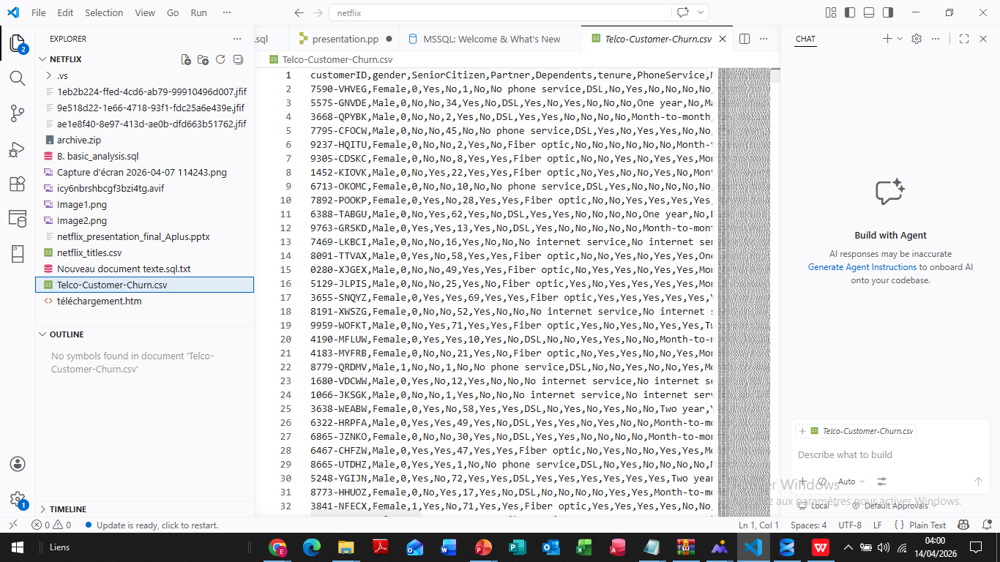 File Edit Selection View Go Run ···
netflix
EXPLORER
NETFLIX
.vs
1eb2b224-ffed-4cd6-ab79-99910496d007.jfif
9e518d22-1e66-4718-93f1-fdc25a6e439e.jfif
ae1e8f40-8e97-413d-ae0b-dfd663b51762.jfif
archive.zip
B. basic_analysis.sql
Capture d'écran 2026-04-07 114243.png
icy6nbrshbcgf3bzi4tg.avif
Image1.png
Image2.png
netflix_presentation_final_Aplus.pptx
netflix_titles.csv
Nouveau document texte.sql.txt
Telco-Customer-Churn.csv
téléchargement.htm
OUTLINE
No symbols found in document 'Telco-
Customer-Churn.csv'
TIMELINE
.sql presentation.pp MSSQL: Welcome & What's New Telco-Customer-Churn.csv
Telco-Customer-Churn.csv
1 customerID,gender,SeniorCitizen,Partner,Dependents,tenure,PhoneService,
2 7590-VHVEG,Female,0,Yes,No,1,No,No phone service,DSL,No,Yes,No,No,No,No,
3 5575-GNVDE,Male,0,No,No,34,Yes,No,DSL,Yes,No,Yes,No,No,No,One year,No,Ma
4 3668-QPYBK,Male,0,No,No,2,Yes,No,DSL,Yes,Yes,No,No,No,No,Month-to-month,
5 7795-CFOCW,Male,0,No,No,45,No,No phone service,DSL,Yes,No,Yes,Yes,No,No,
6 9237-HQITU,Female,0,No,No,2,Yes,No,Fiber optic,No,No,No,No,No,No,Month-t
7 9305-CDSKC,Female,0,No,No,8,Yes,Yes,Fiber optic,No,No,Yes,No,Yes,Yes,Mon
8 1452-KIOVK,Male,0,No,Yes,22,Yes,Yes,Fiber optic,No,Yes,No,No,Yes,No,Mont
9 6713-OKOMC,Female,0,No,No,10,No,No phone service,DSL,Yes,No,No,No,No,No,
10 7892-POOKP,Female,0,Yes,No,28,Yes,Yes,Fiber optic,No,No,Yes,Yes,Yes,Yes,
11 6388-TABGU,Male,0,No,Yes,62,Yes,No,DSL,Yes,Yes,No,No,No,No,One year,No,
12 9763-GRSKD,Male,0,Yes,Yes,13,Yes,No,DSL,Yes,No,No,No,No,No,Month-to-mont
13 7469-LKBCI,Male,0,No,No,16,Yes,No,No,No internet service,No internet ser
14 8091-TTVAX,Male,0,Yes,No,58,Yes,Yes,Fiber optic,No,No,Yes,No,Yes,Yes,One
15 0280-XJGEX,Male,0,No,No,49,Yes,Yes,Fiber optic,No,Yes,Yes,No,Yes,Yes,Mon
16 5129-JLPIS,Male,0,No,No,25,Yes,No,Fiber optic,Yes,No,Yes,Yes,Yes,Yes,Mon
17 3655-SNQYZ,Female,0,Yes,Yes,69,Yes,Yes,Fiber optic,Yes,Yes,Yes,Yes,Yes,Y
18 8191-XWSZG,Female,0,No,No,52,Yes,No,No,No internet service,No internet s
19 9959-WOFKT,Male,0,No,Yes,71,Yes,Yes,Fiber optic,Yes,No,Yes,No,Yes,Yes,Tw
20 4190-MFLUW,Female,0,Yes,Yes,10,Yes,No,DSL,No,No,Yes,Yes,No,No,Month-to-m
21 4183-MYFRB,Female,0,No,No,21,Yes,No,Fiber optic,No,Yes,Yes,No,No,Yes,Mon
22 8779-QRDMV,Male,1,No,No,1,No,No phone service,DSL,No,No,Yes,No,No,Yes,Mo
23 1680-VDCWW,Male,0,Yes,No,12,Yes,No,No,No internet service,No internet se
24 1066-JKSGK,Male,0,No,No,1,Yes,No,No,No internet service,No internet serv
25 3638-WEABW,Female,0,Yes,No,58,Yes,Yes,DSL,No,Yes,No,Yes,No,No,Two year,Y
26 6322-HRPFA,Male,0,Yes,Yes,49,Yes,No,DSL,Yes,Yes,No,Yes,No,No,Month-to-mo
27 6865-JZNKO,Female,0,No,No,30,Yes,No,DSL,Yes,Yes,No,No,No,No,Month-to-mon
28 6467-CHFZW,Male,0,Yes,Yes,47,Yes,Yes,Fiber optic,No,Yes,No,No,Yes,Yes,Mo
29 8665-UTDHZ,Male,0,Yes,Yes,1,No,No phone service,DSL,No,Yes,No,No,No,No,M
30 5248-YGIJN,Male,0,Yes,No,72,Yes,Yes,DSL,Yes,Yes,Yes,Yes,Yes,Yes,Two year
31 8773-HHUOZ,Female,0,No,Yes,17,Yes,No,DSL,No,No,No,No,Yes,Yes,Month-to-mo
32 3841-NFECX,Female,1,Yes,No,71,Yes,Yes,Fiber optic,Yes,Yes,Yes,Yes,No,No,
CHAT
Build with Agent
AI responses may be inaccurate
Generate Agent Instructions to onboard AI
onto your codebase.
Telco-Customer-Churn.csv
Describe what to build
Auto
Windows
aux paramètres pour activer Windows.
Local Default Approvals
0 0 Update is ready, click to restart.
Ln 1, Col 1 Spaces: 4 UTF-8 LF { } Plain Text
Liens
04:00
14/04/2026